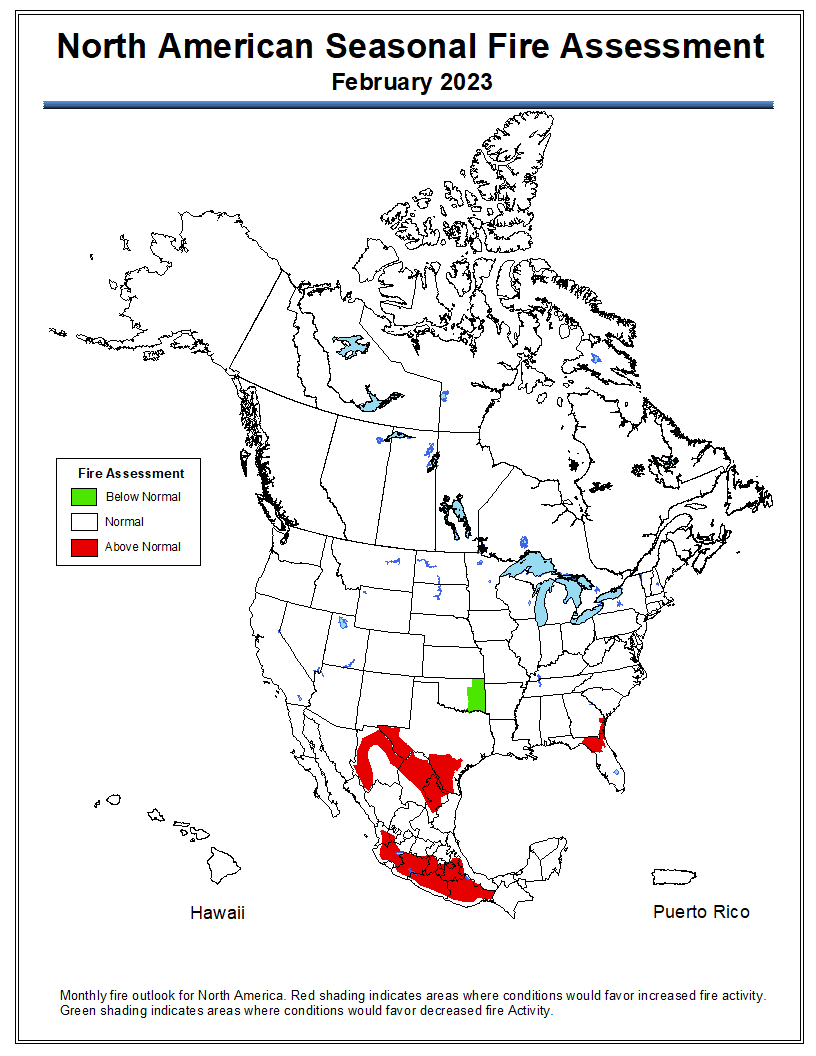 North American Seasonal Fire Assessment
February 2023
Fire Assessment
Below Normal
Normal
Above Normal
Hawaii
Puerto Rico
Monthly fire outlook for North America. Red shading indicates areas where conditions would favor increased fire activity.
Green shading indicates areas where conditions would favor decreased fire Activity.